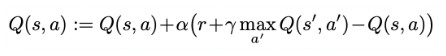 Q(s, a) := Q(s, a) + α(r + γ max_{a'} Q(s', a') − Q(s, a))